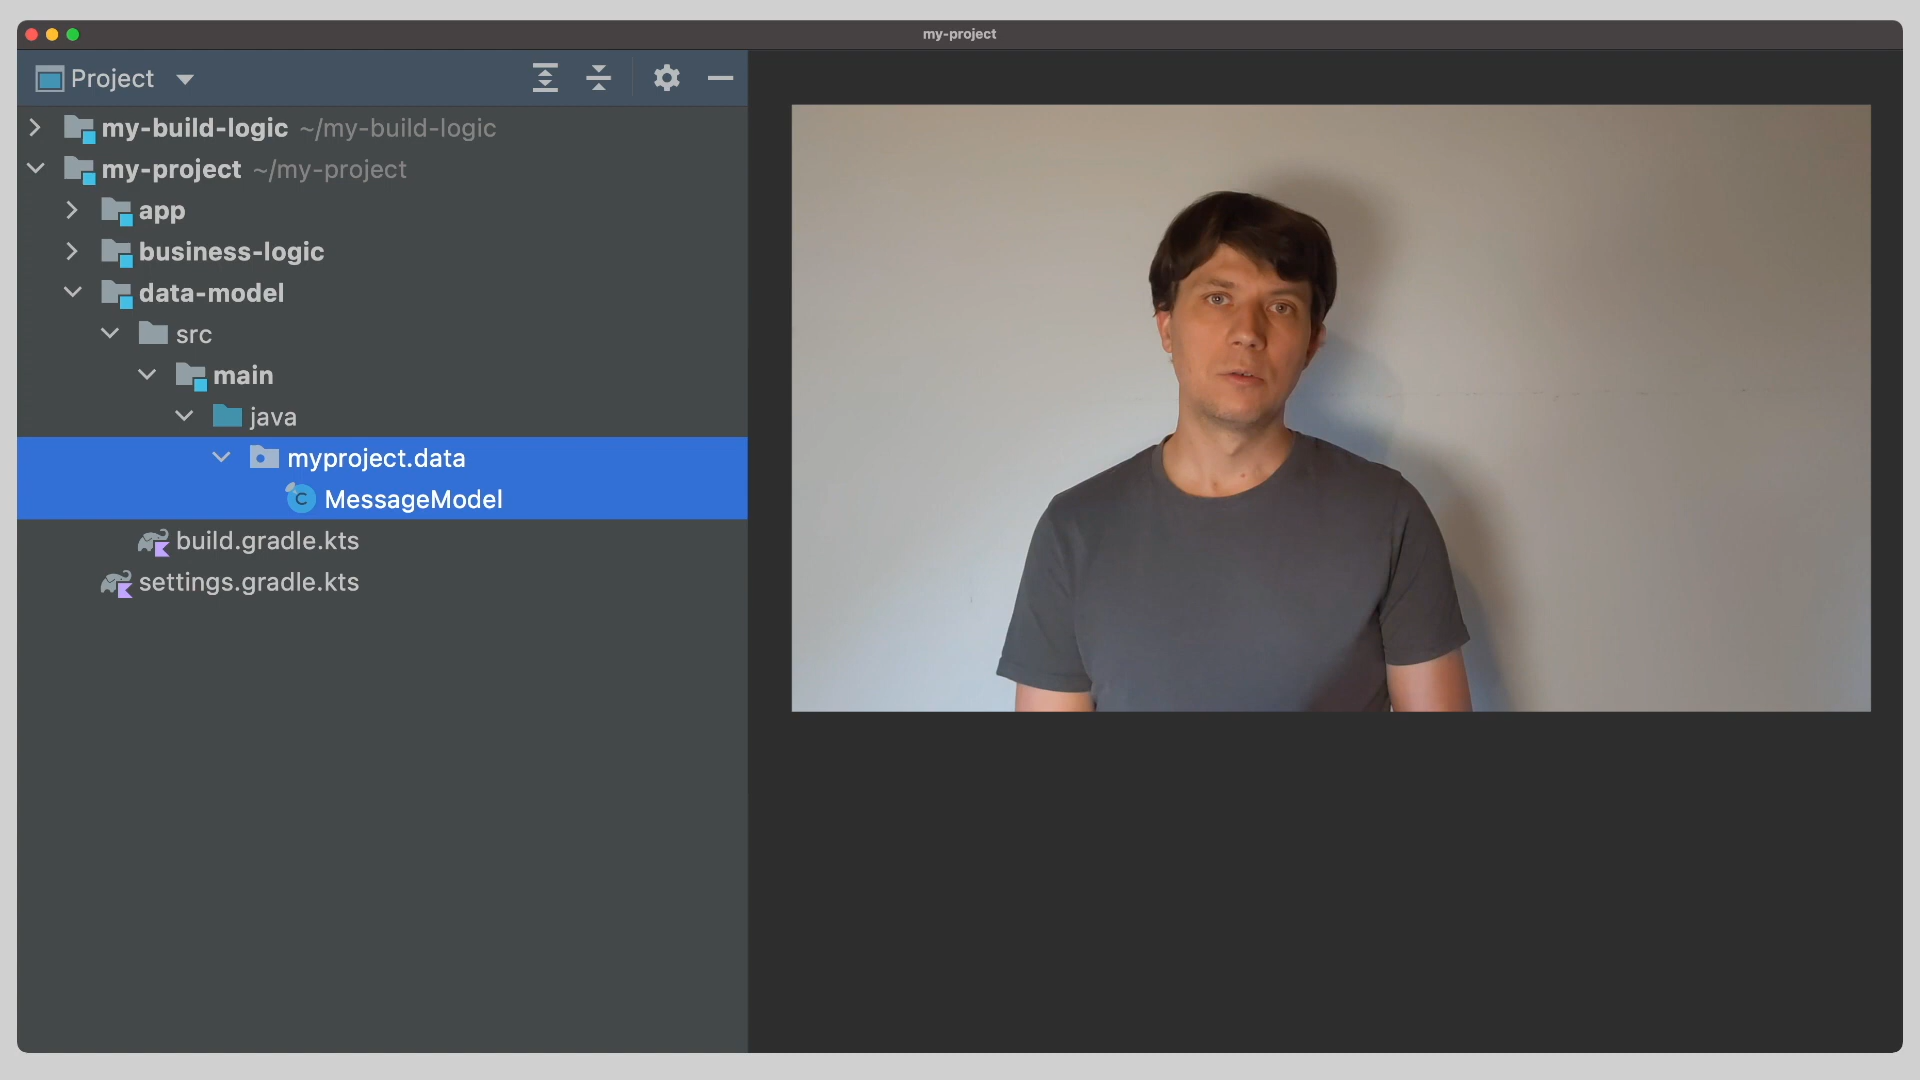 my-project
Project
my-build-logic ~/my-build-logic
my-project ~/my-project
app
business-logic
data-model
src
main
java
myproject.data
C MessageModel
build.gradle.kts
settings.gradle.kts